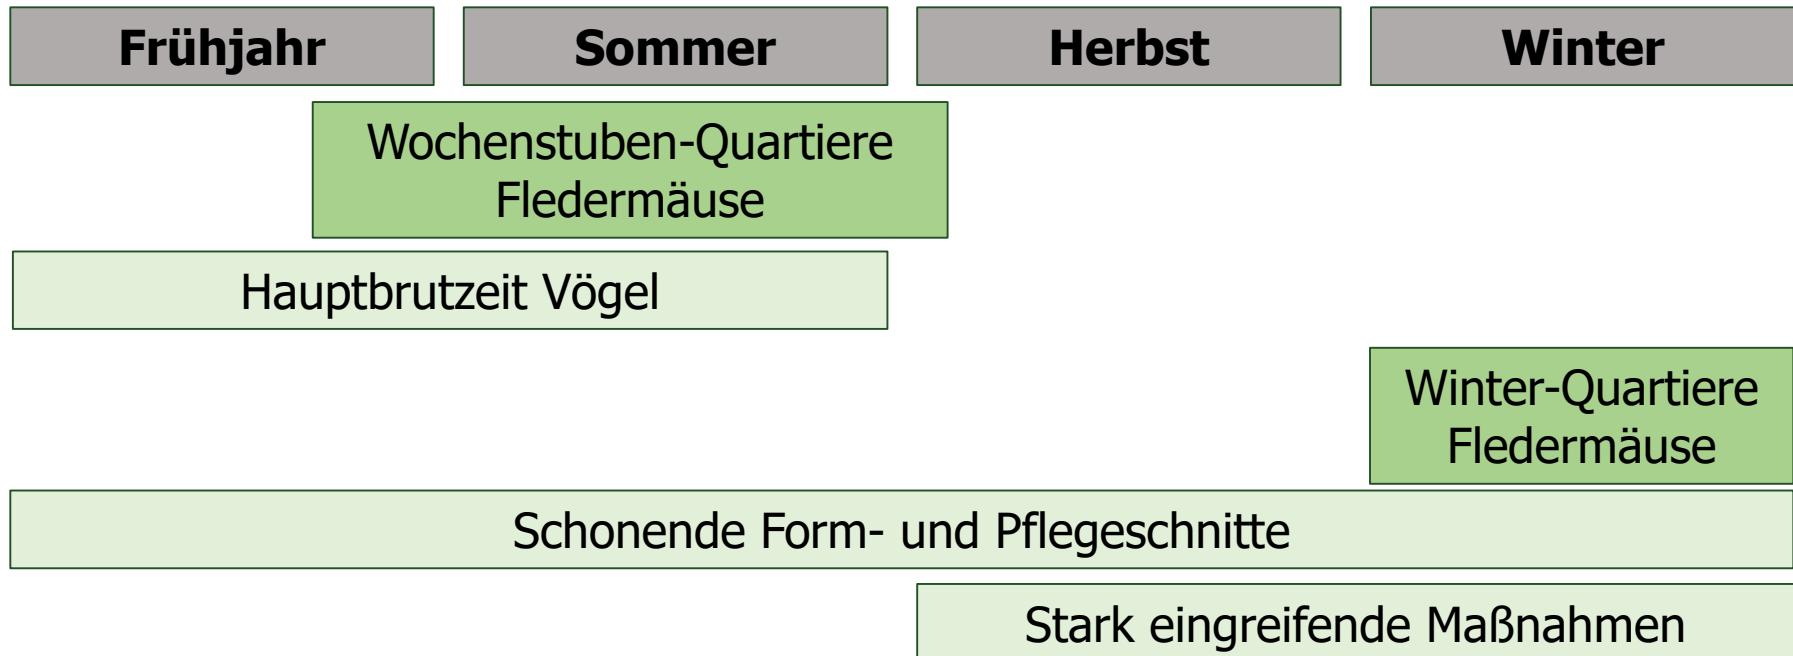 Frühjahr
Sommer
Herbst
Winter
Wochenstuben-Quartiere
Fledermäuse
Hauptbrutzeit Vögel
Winter-Quartiere
Fledermäuse
Schonende Form- und Pflegeschnitte
Stark eingreifende Maßnahmen